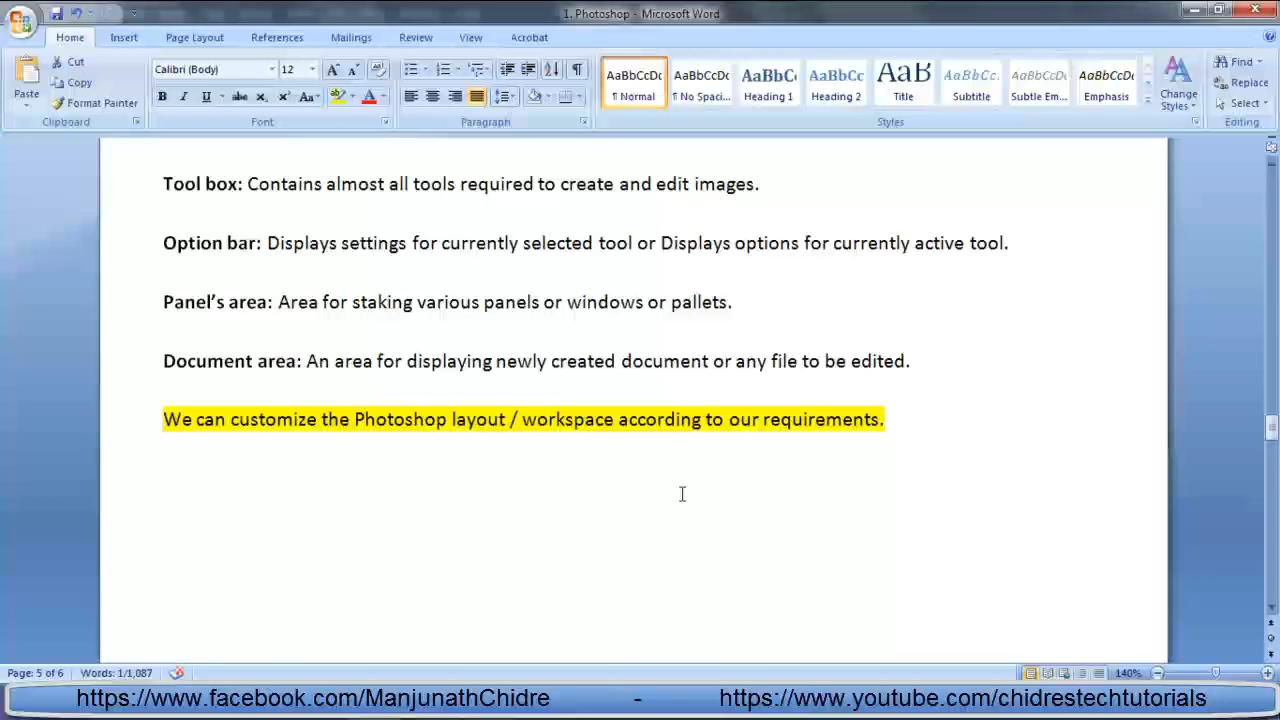 1. Photoshop - Microsoft Word
Home Insert Page Layout References Mailings Review View Acrobat
Paste
Cut
Copy
Format Painter
Clipboard
Calibri (Body) 12
Font
Paragraph
AaBbCcDc ¶ Normal
AaBbCcDc ¶ No Spaci...
AaBbC Heading 1
AaBbCc Heading 2
AaB Title
AaBbCc. Subtitle
AaBbCcDc Subtle Em...
AaBbCcDc Emphasis
Change Styles
Styles
Find
Replace
Select
Editing
Tool box: Contains almost all tools required to create and edit images.
Option bar: Displays settings for currently selected tool or Displays options for currently active tool.
Panel’s area: Area for staking various panels or windows or pallets.
Document area: An area for displaying newly created document or any file to be edited.
We can customize the Photoshop layout / workspace according to our requirements.
Page: 5 of 6 Words: 1/1,087 140%
https://www.facebook.com/ManjunathChidre - https://www.youtube.com/chidrestechtutorials